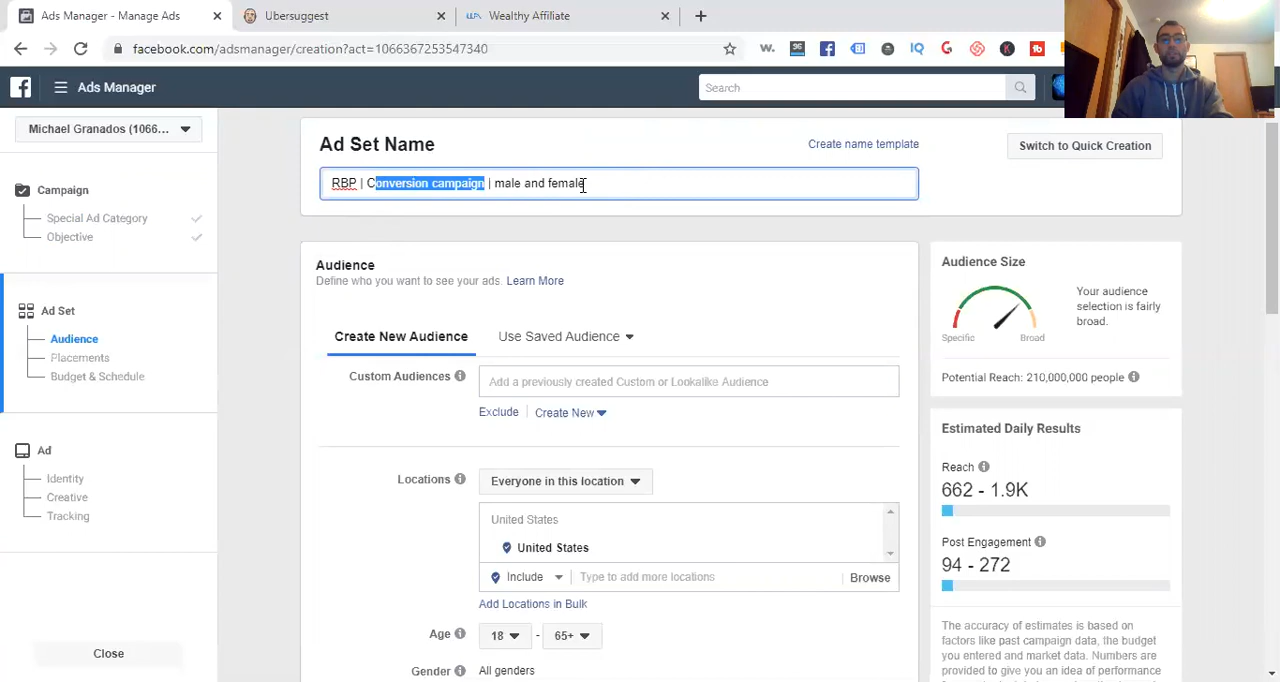 Ads Manager - Manage Ads
Ubersuggest
Wealthy Affiliate
facebook.com/adsmanager/creation?act=1066367253547340
Ads Manager
Search
Michael Granados (1066...
Campaign
Special Ad Category
Objective
Ad Set
Audience
Placements
Budget & Schedule
Ad
Identity
Creative
Tracking
Close
Ad Set Name
Create name template
Switch to Quick Creation
RBP | Conversion campaign | male and female
Audience
Define who you want to see your ads. Learn More
Create New Audience
Use Saved Audience
Custom Audiences
Add a previously created Custom or Lookalike Audience
Exclude
Create New
Locations
Everyone in this location
United States
United States
Include
Type to add more locations
Browse
Add Locations in Bulk
Age
18
-
65+
Gender
All genders
Audience Size
Specific
Broad
Your audience
selection is fairly
broad.
Potential Reach: 210,000,000 people
Estimated Daily Results
Reach
662 - 1.9K
Post Engagement
94 - 272
The accuracy of estimates is based on
factors like past campaign data, the budget
you entered and market data. Numbers are
provided to give you an idea of performance